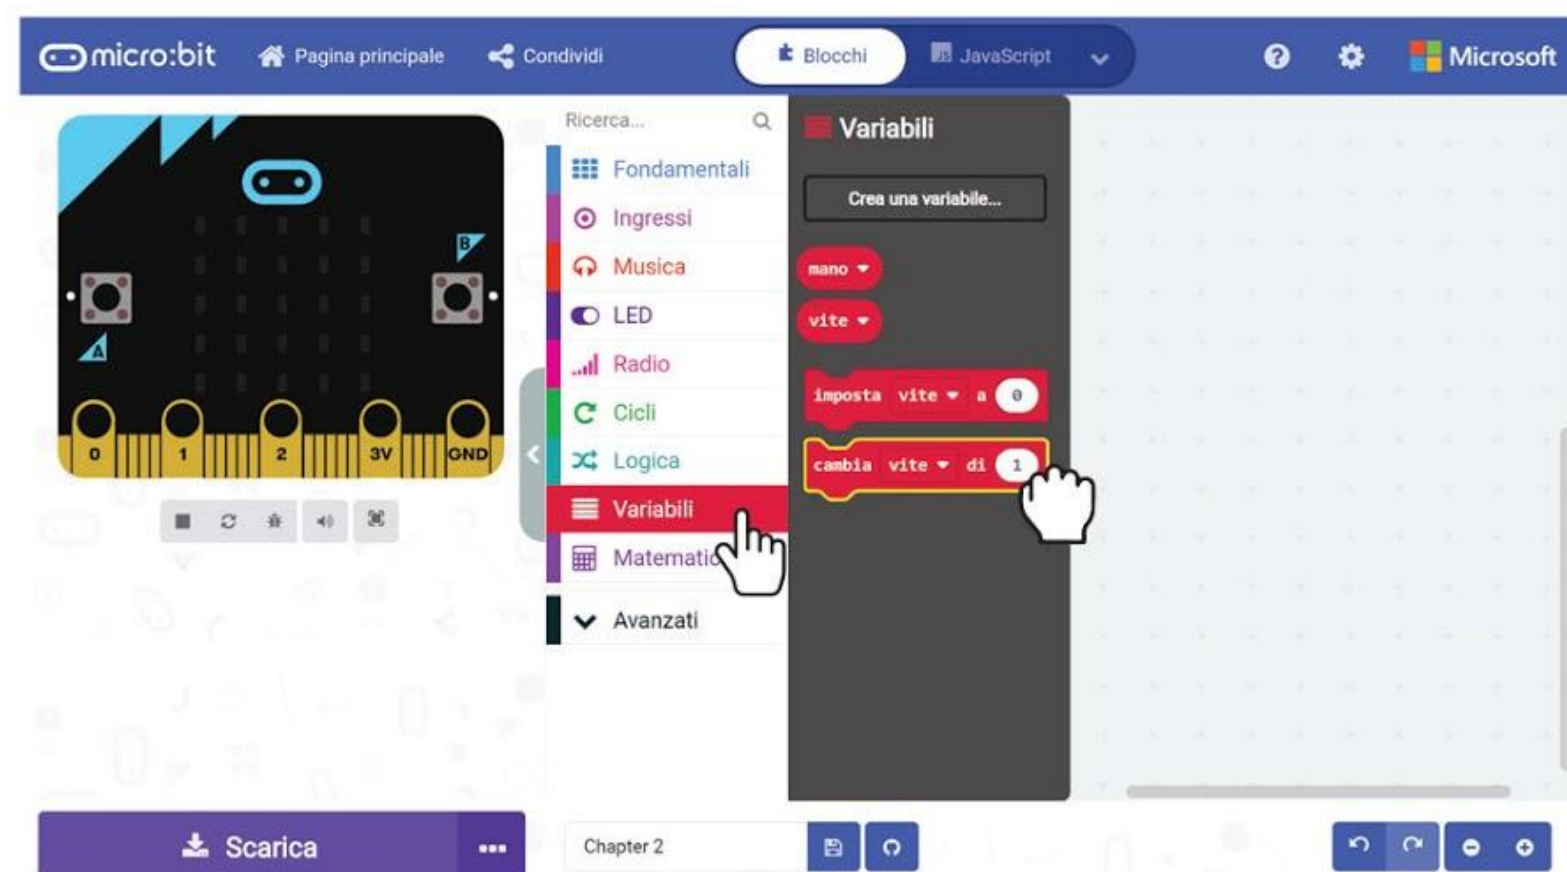 micro:bit
Pagina principale
Condividi
Blocchi
JS JavaScript
?
Microsoft
B
A
0 1 2 3V GND
Ricerca...
Fondamentali
Ingressi
Musica
LED
Radio
Cicli
Logica
Variabili
Avanzati
Variabili
Crea una variabile...
mano
vite
imposta vite a 0
cambia vite di 1
Scarica
...
Chapter 2